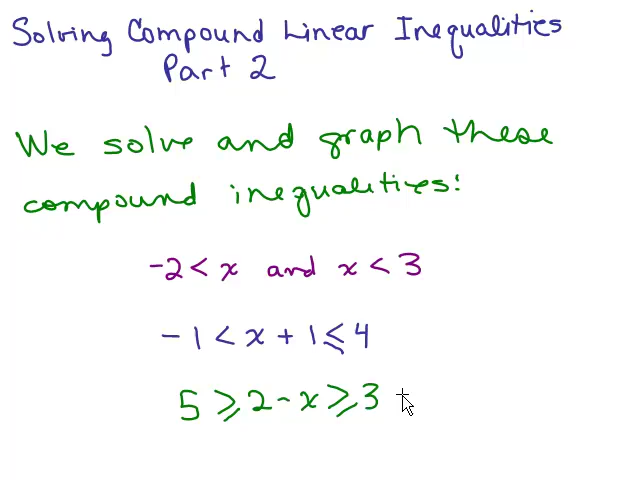 Solving Compound Linear Inequalities
Part 2
We solve and graph these
compound inequalities:
-2 < x and x < 3
-1 < x + 1 ≤ 4
5 ≥ 2 - x ≥ 3